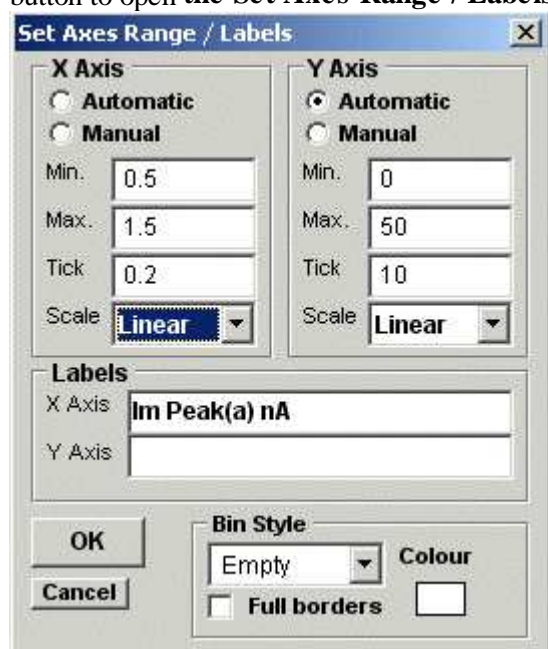 button to open the Set Axes Range / Labels
Set Axes Range / Labels
X Axis
Automatic
Manual
Min. 0.5
Max. 1.5
Tick 0.2
Scale Linear
Y Axis
Automatic
Manual
Min. 0
Max. 50
Tick 10
Scale Linear
Labels
X Axis Im Peak(a) nA
Y Axis
OK
Cancel
Bin Style
Empty
Colour
Full borders